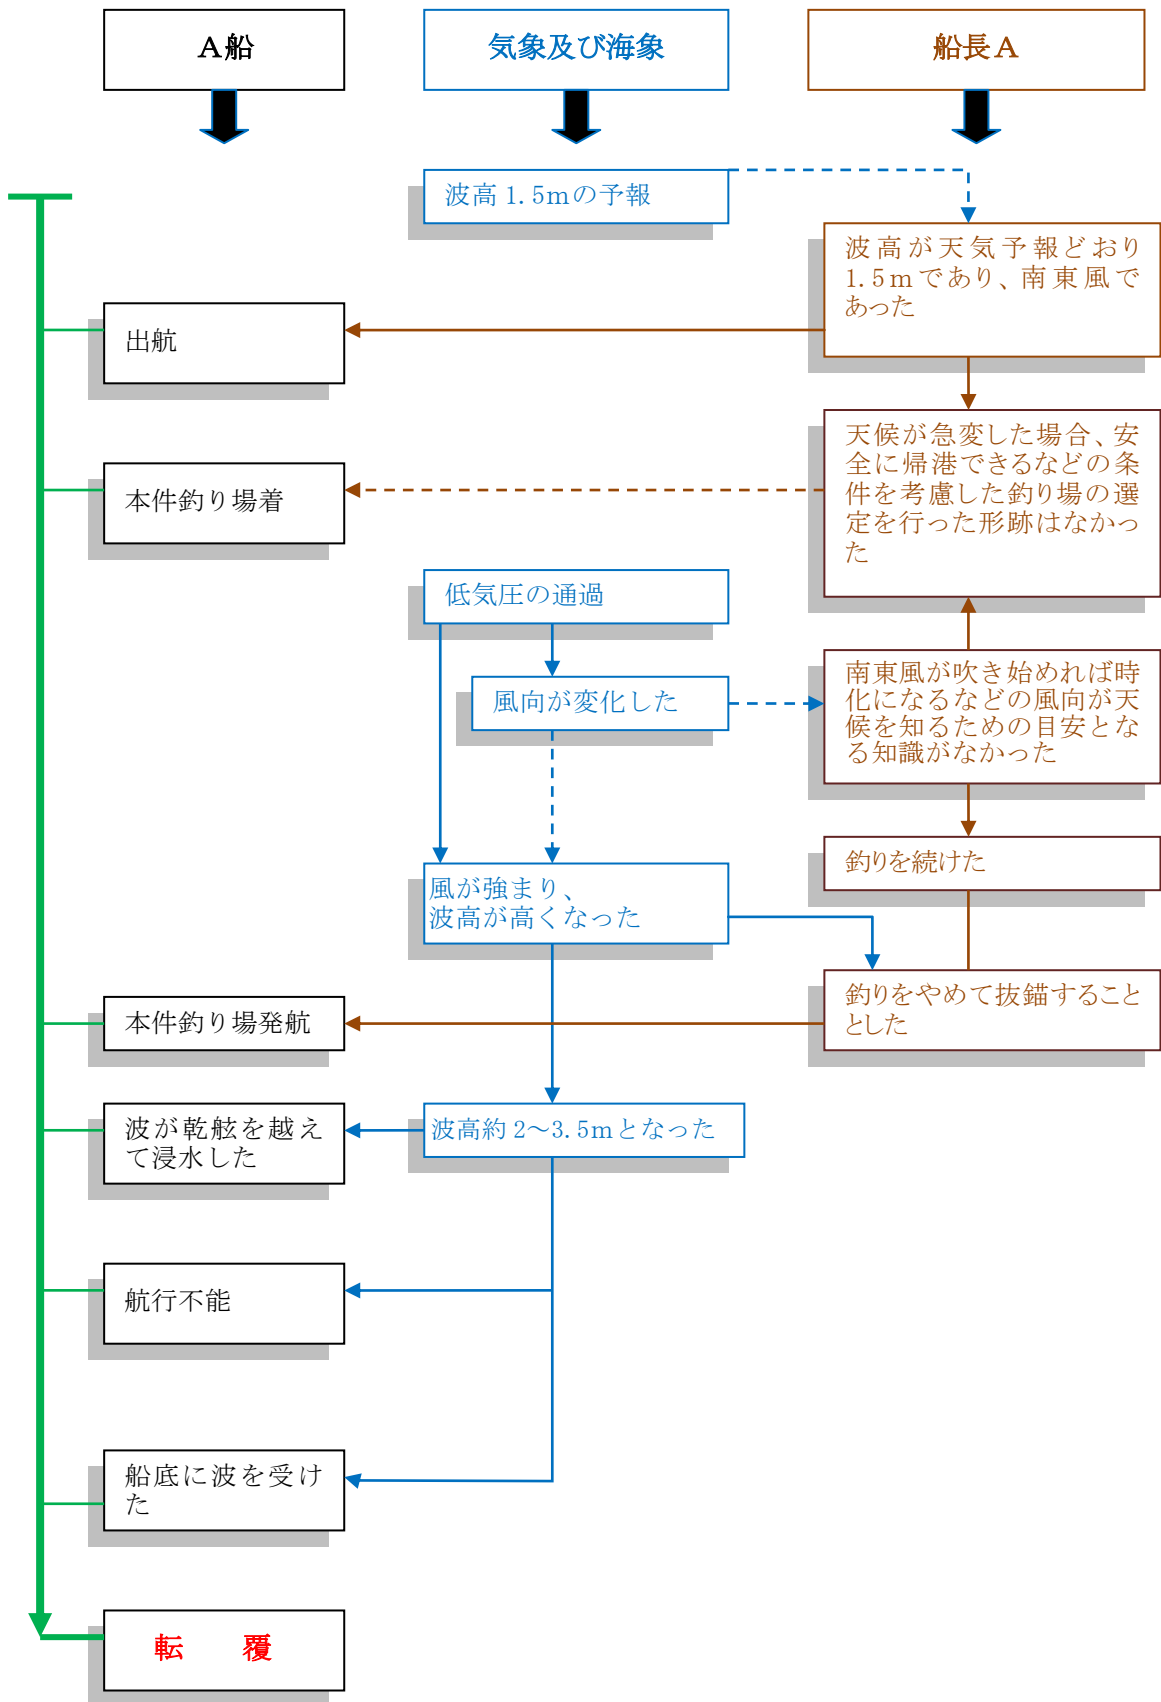 A船
気象及び海象
船長A
波高1.5mの予報
波高が天気予報どおり
1.5mであり、南東風で
あった
出航
天候が急変した場合、安
全に帰港できるなどの条
件を考慮した釣り場の選
定を行った形跡はなかっ
た
本件釣り場着
低気圧の通過
風向が変化した
南東風が吹き始めれば時
化になるなどの風向が天
候を知るための目安とな
る知識がなかった
釣りを続けた
風が強まり、
波高が高くなった
釣りをやめて抜錨すること
とした
本件釣り場発航
波が乾舷を越え
て浸水した
波高約2～3.5mとなった
航行不能
船底に波を受け
た
転 覆